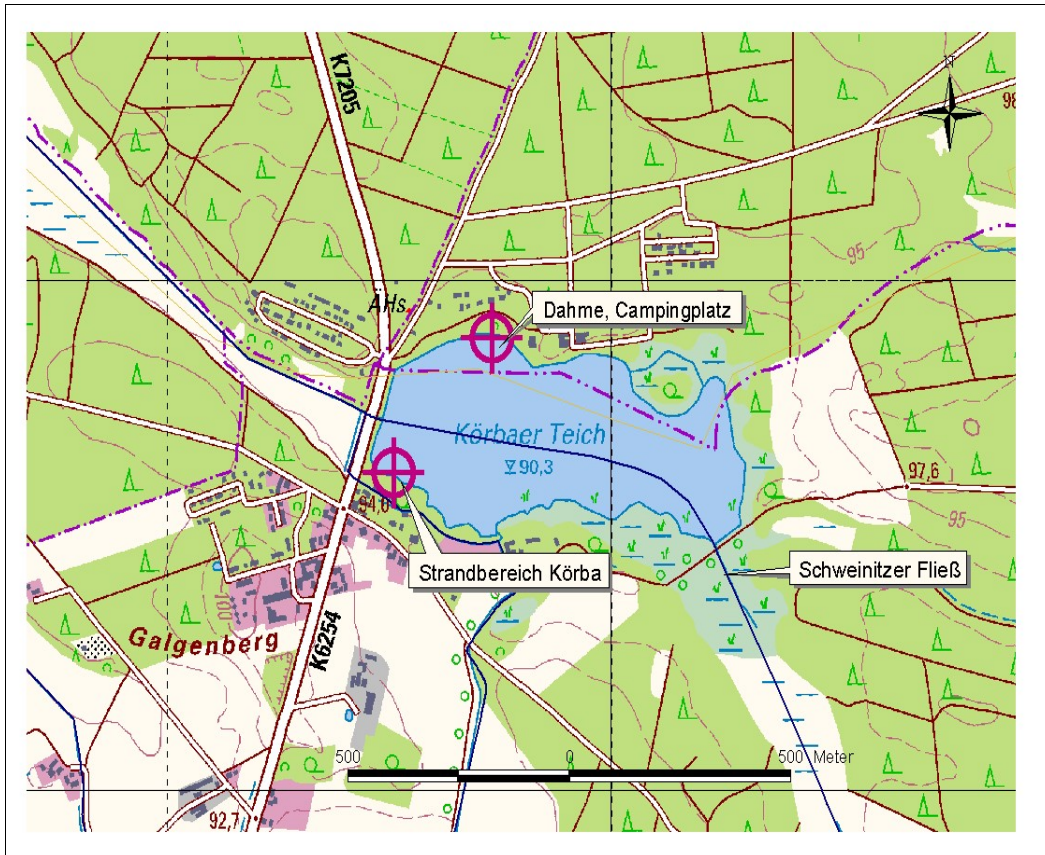 K7205
98
95
AHs.
Dahme, Campingplatz
Körbaer Teich
90,3
97,6
94,6
95
Strandbereich Körba
Schweinitzer Fließ
100
Galgenberg
K6254
500 0 500 Meter
92,7